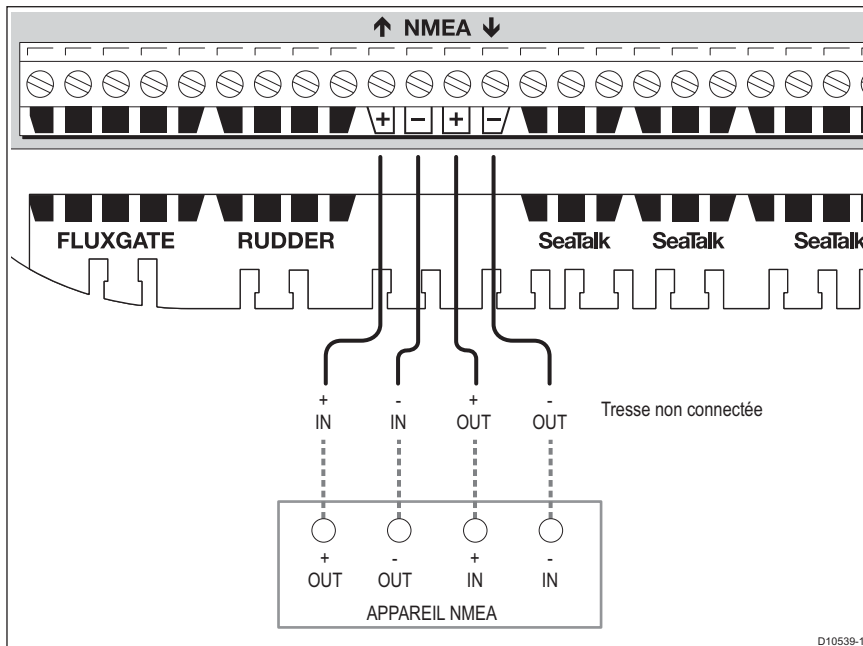 ↑ NMEA ↓
+ - + -
FLUXGATE RUDDER SeaTalk SeaTalk SeaTalk
+ - + -
IN IN OUT OUT
Tresse non connectée
+ - + -
OUT OUT IN IN
APPAREIL NMEA
D10539-1